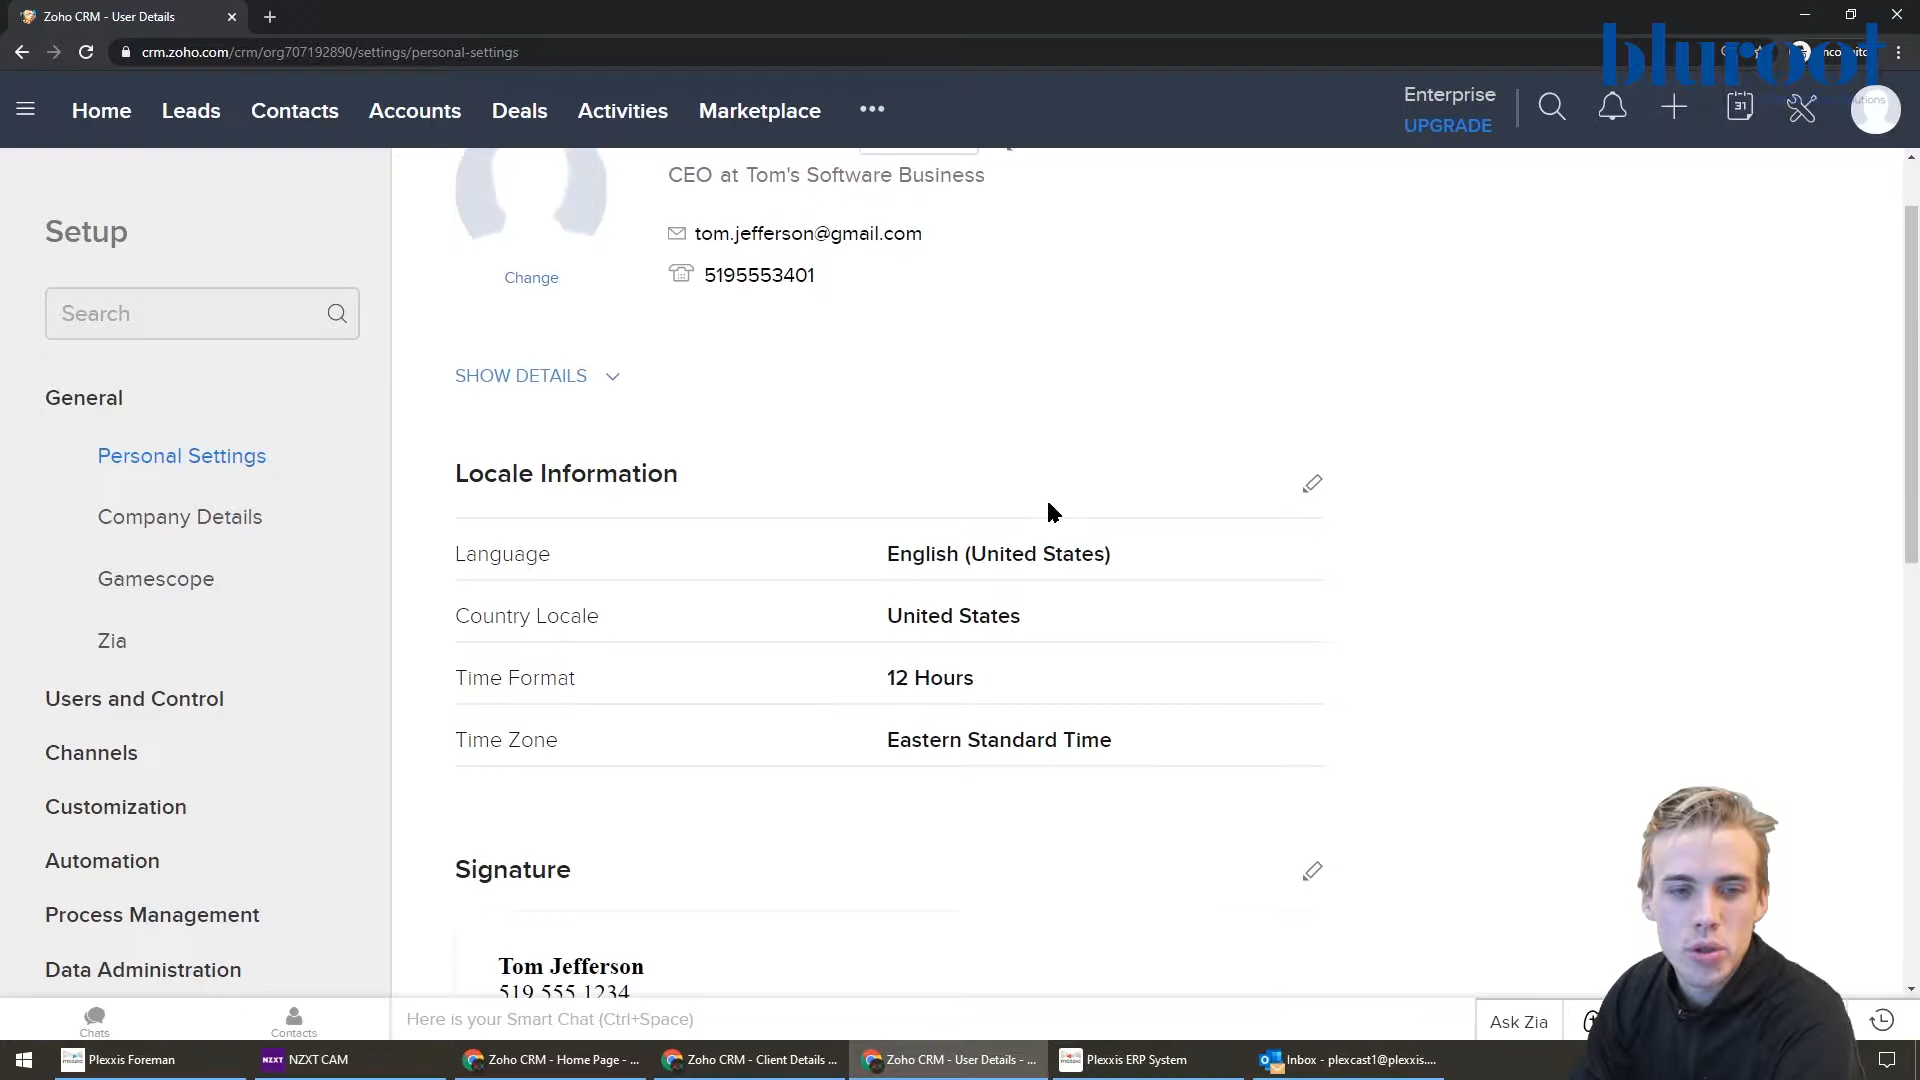 Zoho CRM - User Details
crm.zoho.com/crm/org707192890/settings/personal-settings
bluroot
Home Leads Contacts Accounts Deals Activities Marketplace •••
Enterprise
UPGRADE
31
Setup
Search
General
Personal Settings
Company Details
Gamescope
Zia
Users and Control
Channels
Customization
Automation
Process Management
Data Administration
CEO at Tom's Software Business
tom.jefferson@gmail.com
5195553401
Change
SHOW DETAILS
Locale Information
Language English (United States)
Country Locale United States
Time Format 12 Hours
Time Zone Eastern Standard Time
Signature
Tom Jefferson
519 555 1234
Chats Contacts Here is your Smart Chat (Ctrl+Space) Ask Zia
Plexxis Foreman NZXT CAM Zoho CRM - Home Page - ... Zoho CRM - Client Details ... Zoho CRM - User Details - ... Plexxis ERP System Inbox - plexcast1@plexxis....